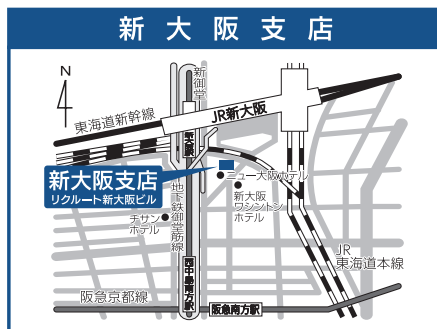 新大阪支店
N
新御堂
JR新大阪
東海道新幹線
新大阪駅
新大阪支店
リクルート新大阪ビル
ニュー大阪ホテル
新大阪
ワシントン
ホテル
地下鉄御堂筋線
チサン
ホテル
JR
東海道本線
西中島南方駅
阪急京都線
阪急南方駅